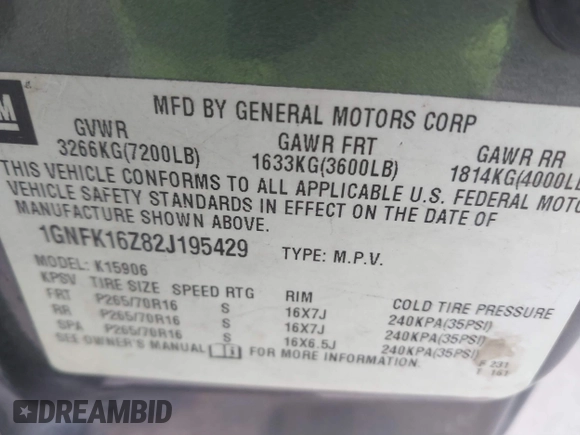 GM
MFD BY GENERAL MOTORS CORP
GVWR GAWR FRT GAWR RR
3266KG(7200LB) 1633KG(3600LB) 1814KG(4000L
THIS VEHICLE CONFORMS TO ALL APPLICABLE U.S. FEDERAL MOTO
VEHICLE SAFETY STANDARDS IN EFFECT ON THE DATE OF
MANUFACTURE SHOWN ABOVE.
1GNFK16Z82J195429 TYPE: M.P.V.
MODEL: K15906
KPSV TIRE SIZE SPEED RTG RIM COLD TIRE PRESSURE
FRT P265/70R16 S 16X7J 240KPA(35PSI)
RR P265/70R16 S 16X7J 240KPA(35PSI)
SPA P265/70R16 S 16X6.5J 240KPA(35PSI)
SEE OWNER'S MANUAL FOR MORE INFORMATION.
231
161
DREAMBID